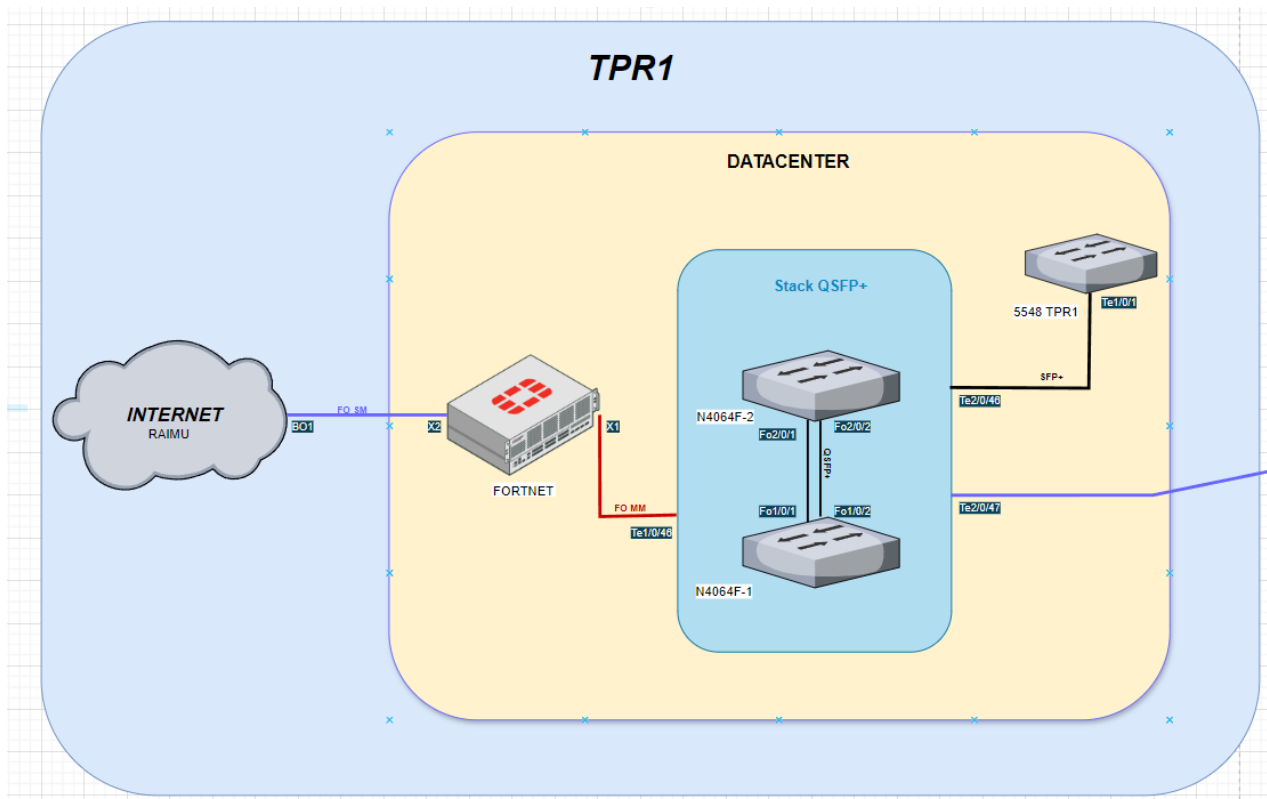 TPR1
DATACENTER
Stack QSFP+
5548 TPR1
Te1/0/1
SFP+
Te2/0/46
INTERNET
RAIMU
BO1
FO SM
X2
X1
FORTNET
FO MM
Te1/0/46
N4064F-2
Fo2/0/1
Fo2/0/2
QSFP+
Fo1/0/1
Fo1/0/2
N4064F-1
Te2/0/47